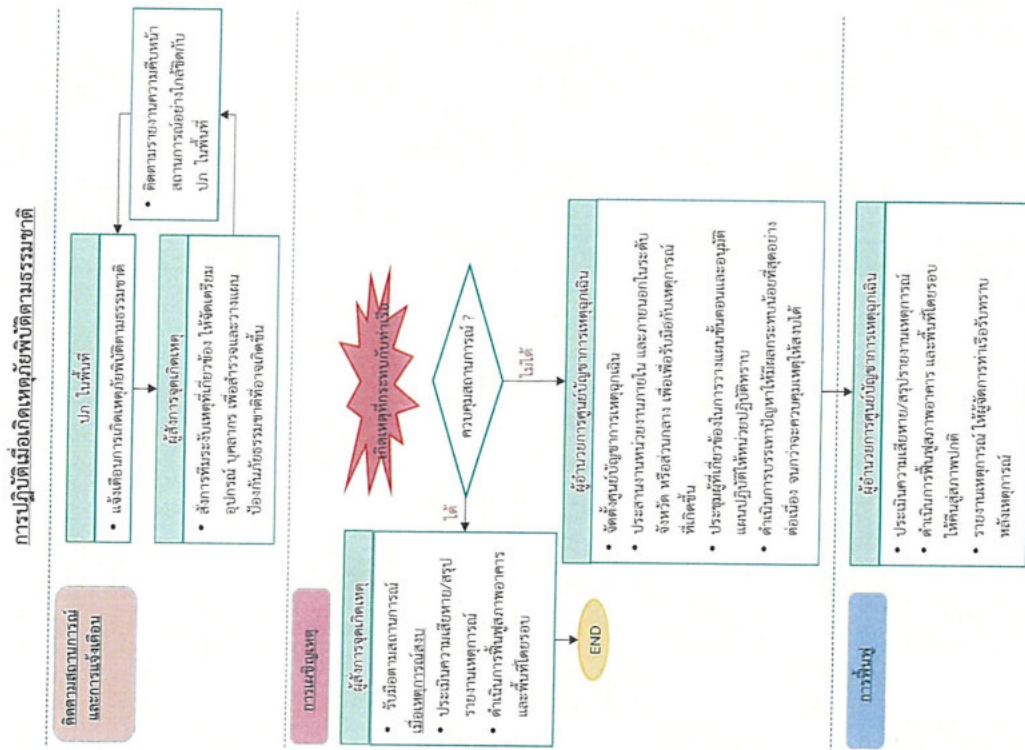 การปฏิบัติเมื่อเกิดเหตุภัยพิบัติตามธรรมชาติ
ติดตามสถานการณ์
และการแจ้งเตือน
ปภ. ในพื้นที่
• แจ้งเตือนการเกิดเหตุภัยพิบัติตามธรรมชาติ
ผู้สั่งการจุดเกิดเหตุ
• สั่งการทีมระงับเหตุที่เกี่ยวข้อง ให้จัดเตรียม
อุปกรณ์ บุคลากร เพื่อสำรวจและวางแผน
ป้องกันภัยธรรมชาติที่อาจเกิดขึ้น
• ติดตามรายงานความคืบหน้า
สถานการณ์อย่างใกล้ชิดกับ
ปภ. ในพื้นที่
การเผชิญเหตุ
เกิดเหตุที่กระทบกับท่าเรือ
ควบคุมสถานการณ์ ?
ได้
ไม่ได้
ผู้สั่งการจุดเกิดเหตุ
• รับมือตามสถานการณ์
เมื่อเหตุการณ์สงบ
• ประเมินความเสียหาย/สรุป
รายงานเหตุการณ์
• ดำเนินการฟื้นฟูสภาพอาคาร
และพื้นที่โดยรอบ
END
ผู้อำนวยการศูนย์บัญชาการเหตุฉุกเฉิน
• จัดตั้งศูนย์บัญชาการเหตุฉุกเฉิน
• ประสานงานหน่วยงานภายใน และภายนอกในระดับ
จังหวัด หรือส่วนกลาง เพื่อเพื่อรับมือกับเหตุการณ์
ที่เกิดขึ้น
• ประชุมผู้ที่เกี่ยวข้องในการวางแผนขั้นตอนและอนุมัติ
แผนปฏิบัติให้หน่วยปฏิบัติทราบ
• ดำเนินการบรรเทาปัญหาให้มีผลกระทบน้อยที่สุดอย่าง
ต่อเนื่อง จนกว่าจะควบคุมเหตุให้สงบได้
การฟื้นฟู
ผู้อำนวยการศูนย์บัญชาการเหตุฉุกเฉิน
• ประเมินความเสียหาย/สรุปรายงานเหตุการณ์
• ดำเนินการฟื้นฟูสภาพอาคาร และพื้นที่โดยรอบ
ให้คืนสู่สภาพปกติ
• รายงานเหตุการณ์ ให้ผู้จัดการท่าเรือรับทราบ
หลังเหตุการณ์